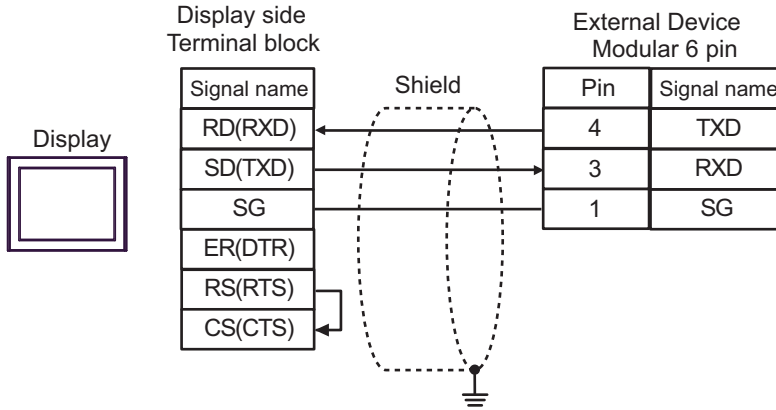 Display side
Terminal block
External Device
Modular 6 pin
Signal name
Shield
Pin
Signal name
Display
RD(RXD)
4
TXD
SD(TXD)
3
RXD
SG
1
SG
ER(DTR)
RS(RTS)
CS(CTS)